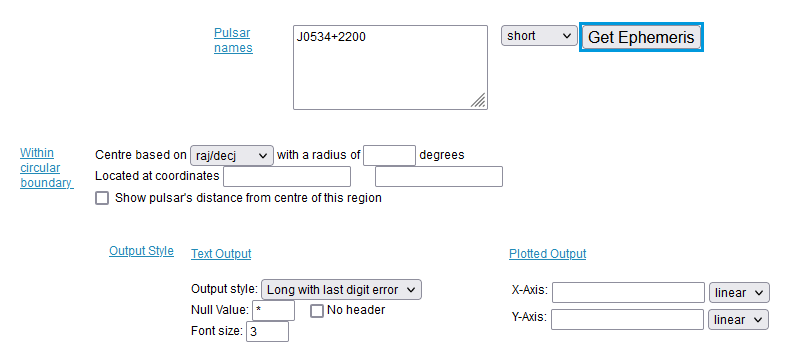 Pulsar names
J0534+2200
short
Get Ephemeris
Within circular boundary
Centre based on raj/decj with a radius of degrees
Located at coordinates
Show pulsar's distance from centre of this region
Output Style
Text Output
Plotted Output
Output style: Long with last digit error
X-Axis: linear
Null Value: * No header
Y-Axis: linear
Font size: 3